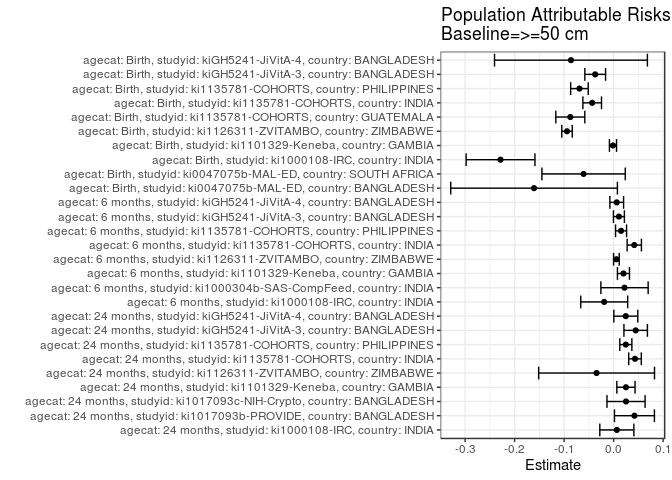 Population Attributable Risks
Baseline=>=50 cm
agecat: Birth, studyid: kiGH5241-JiVitA-4, country: BANGLADESH
agecat: Birth, studyid: kiGH5241-JiVitA-3, country: BANGLADESH
agecat: Birth, studyid: ki1135781-COHORTS, country: PHILIPPINES
agecat: Birth, studyid: ki1135781-COHORTS, country: INDIA
agecat: Birth, studyid: ki1135781-COHORTS, country: GUATEMALA
agecat: Birth, studyid: ki1126311-ZVITAMBO, country: ZIMBABWE
agecat: Birth, studyid: ki1101329-Keneba, country: GAMBIA
agecat: Birth, studyid: ki1000108-IRC, country: INDIA
agecat: Birth, studyid: ki0047075b-MAL-ED, country: SOUTH AFRICA
agecat: Birth, studyid: ki0047075b-MAL-ED, country: BANGLADESH
agecat: 6 months, studyid: kiGH5241-JiVitA-4, country: BANGLADESH
agecat: 6 months, studyid: kiGH5241-JiVitA-3, country: BANGLADESH
agecat: 6 months, studyid: ki1135781-COHORTS, country: PHILIPPINES
agecat: 6 months, studyid: ki1135781-COHORTS, country: INDIA
agecat: 6 months, studyid: ki1126311-ZVITAMBO, country: ZIMBABWE
agecat: 6 months, studyid: ki1101329-Keneba, country: GAMBIA
agecat: 6 months, studyid: ki1000304b-SAS-CompFeed, country: INDIA
agecat: 6 months, studyid: ki1000108-IRC, country: INDIA
agecat: 24 months, studyid: kiGH5241-JiVitA-4, country: BANGLADESH
agecat: 24 months, studyid: kiGH5241-JiVitA-3, country: BANGLADESH
agecat: 24 months, studyid: ki1135781-COHORTS, country: PHILIPPINES
agecat: 24 months, studyid: ki1135781-COHORTS, country: INDIA
agecat: 24 months, studyid: ki1126311-ZVITAMBO, country: ZIMBABWE
agecat: 24 months, studyid: ki1101329-Keneba, country: GAMBIA
agecat: 24 months, studyid: ki1017093c-NIH-Crypto, country: BANGLADESH
agecat: 24 months, studyid: ki1017093b-PROVIDE, country: BANGLADESH
agecat: 24 months, studyid: ki1000108-IRC, country: INDIA
-0.3 -0.2 -0.1 0.0 0.1
Estimate